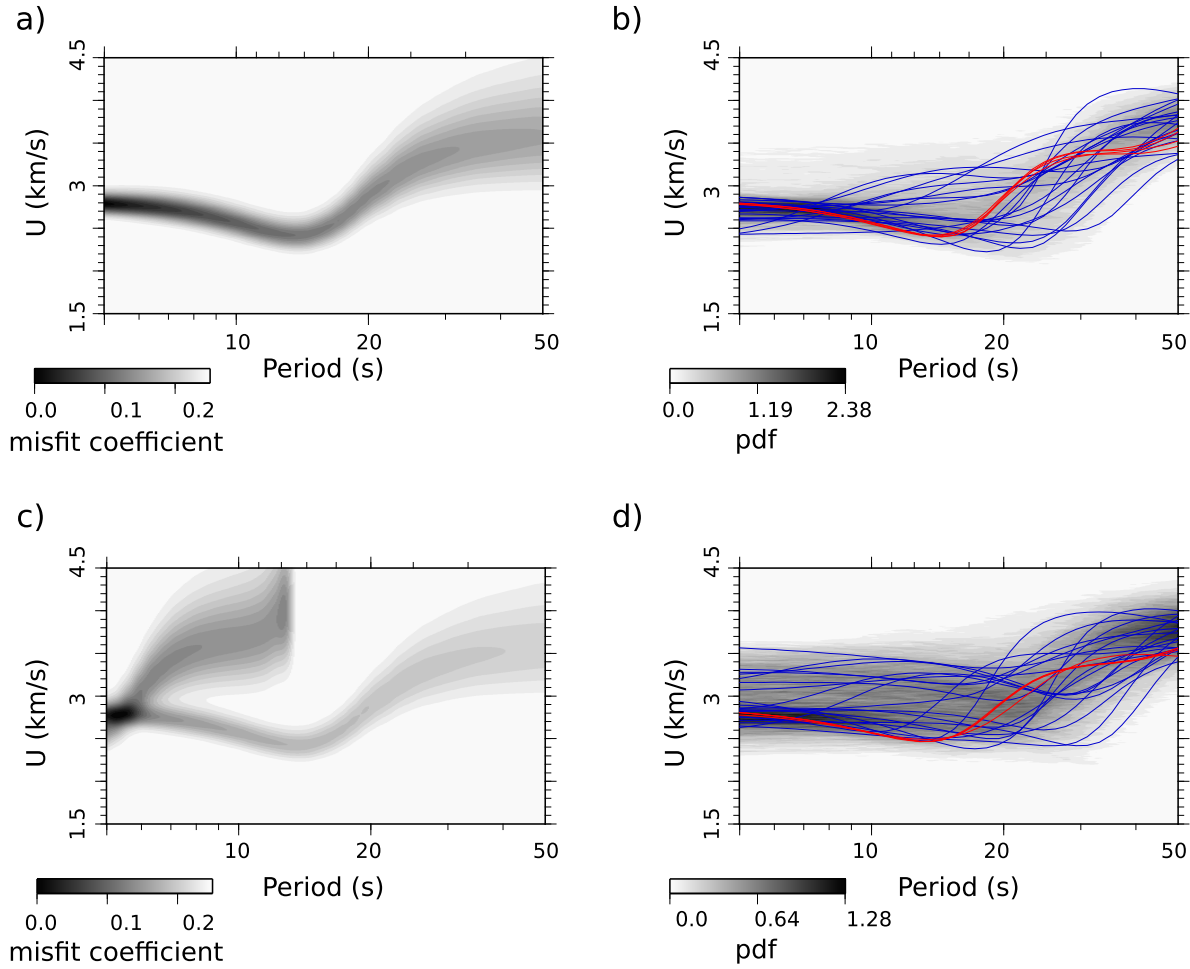 a)
4.5
3
1.5
U (km/s)
10 20 50
Period (s)
0.0 0.1 0.2
misfit coefficient
b)
4.5
3
1.5
U (km/s)
10 20 50
Period (s)
0.0 1.19 2.38
pdf
c)
4.5
3
1.5
U (km/s)
10 20 50
Period (s)
0.0 0.1 0.2
misfit coefficient
d)
4.5
3
1.5
U (km/s)
10 20 50
Period (s)
0.0 0.64 1.28
pdf